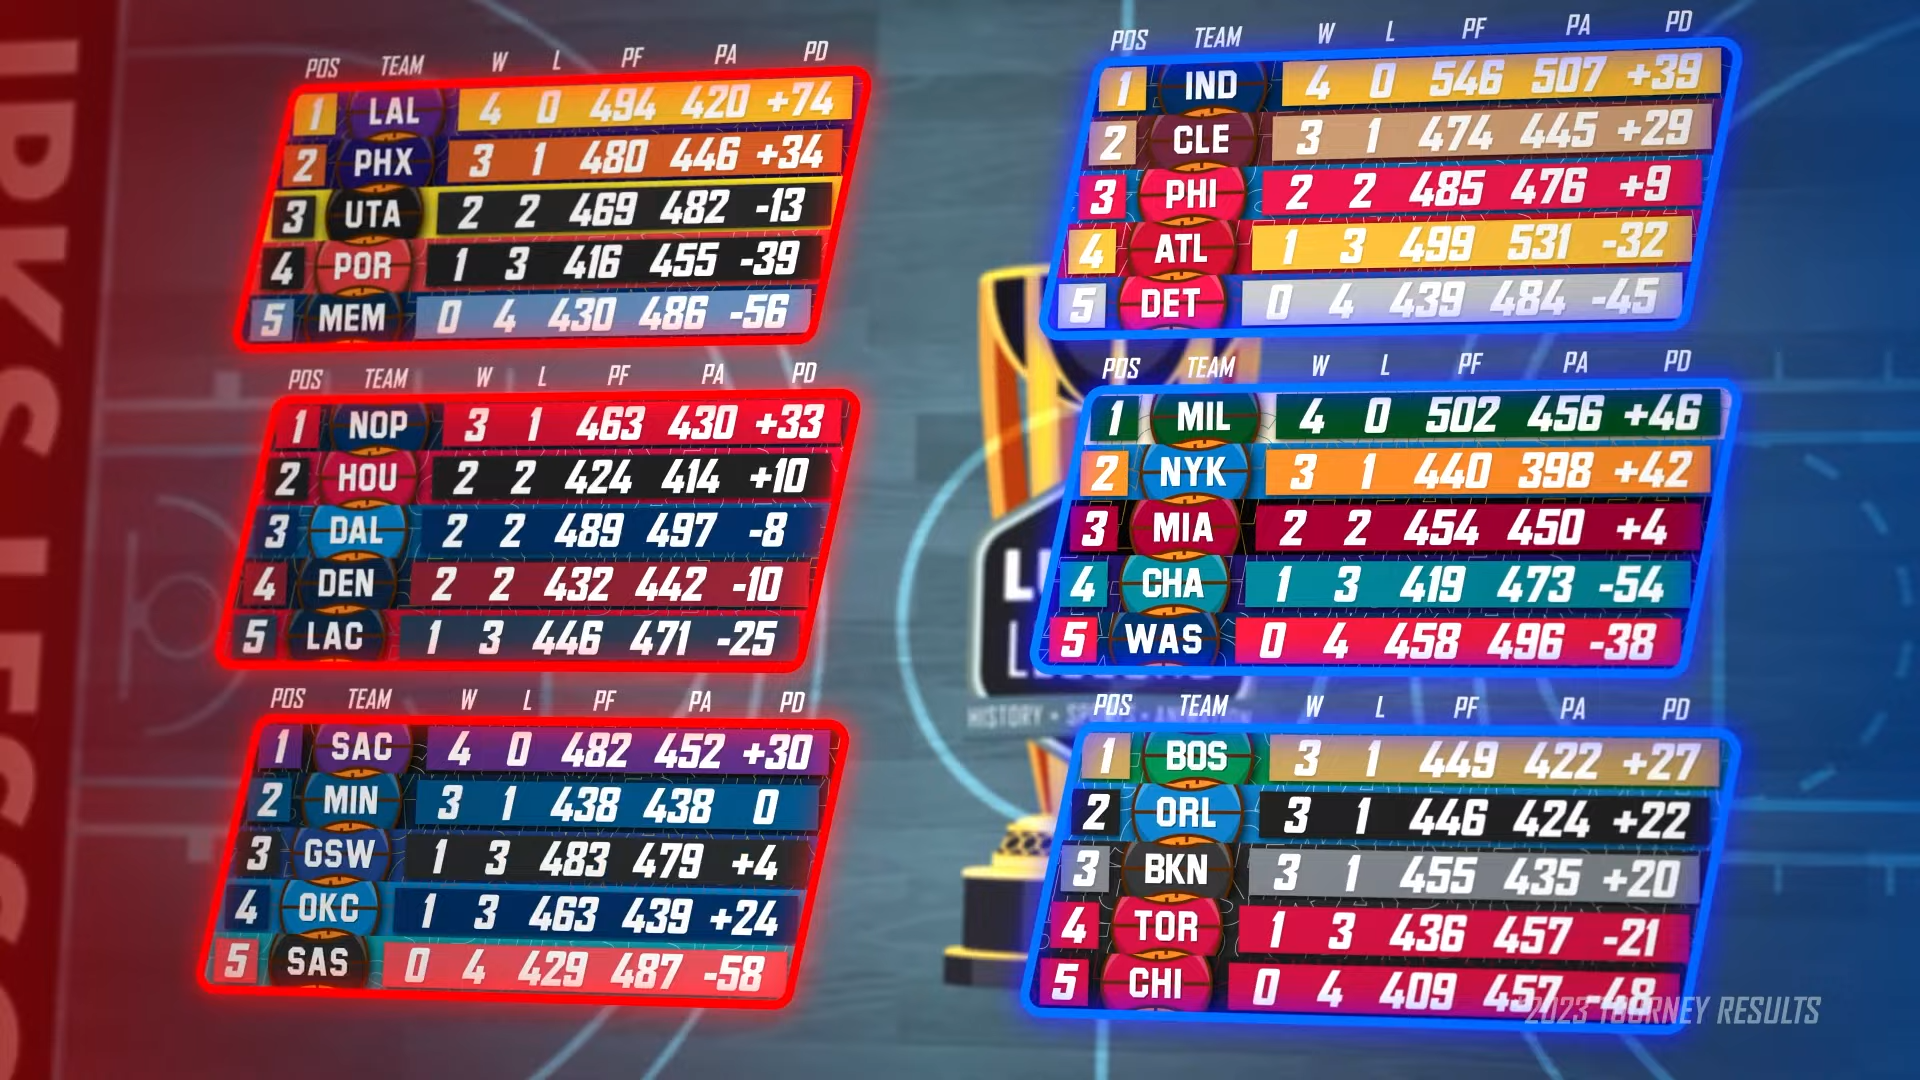 POS TEAM W L PF PA PD
1 LAL 4 0 494 420 +74
2 PHX 3 1 480 446 +34
3 UTA 2 2 469 482 -13
4 POR 1 3 416 455 -39
5 MEM 0 4 430 486 -56
POS TEAM W L PF PA PD
1 NOP 3 1 463 430 +33
2 HOU 2 2 424 414 +10
3 DAL 2 2 489 497 -8
4 DEN 2 2 432 442 -10
5 LAC 1 3 446 471 -25
POS TEAM W L PF PA PD
1 SAC 4 0 482 452 +30
2 MIN 3 1 438 438 0
3 GSW 1 3 483 479 +4
4 OKC 1 3 463 439 +24
5 SAS 0 4 429 487 -58
POS TEAM W L PF PA PD
1 IND 4 0 546 507 +39
2 CLE 3 1 474 445 +29
3 PHI 2 2 485 476 +9
4 ATL 1 3 499 531 -32
5 DET 0 4 439 484 -45
POS TEAM W L PF PA PD
1 MIL 4 0 502 456 +46
2 NYK 3 1 440 398 +42
3 MIA 2 2 454 450 +4
4 CHA 1 3 419 473 -54
5 WAS 0 4 458 496 -38
HISTORY •
POS TEAM W L PF PA PD
1 BOS 3 1 449 422 +27
2 ORL 3 1 446 424 +22
3 BKN 3 1 455 435 +20
4 TOR 1 3 436 457 -21
5 CHI 0 4 409 457 -48
2023 TOURNEY RESULTS